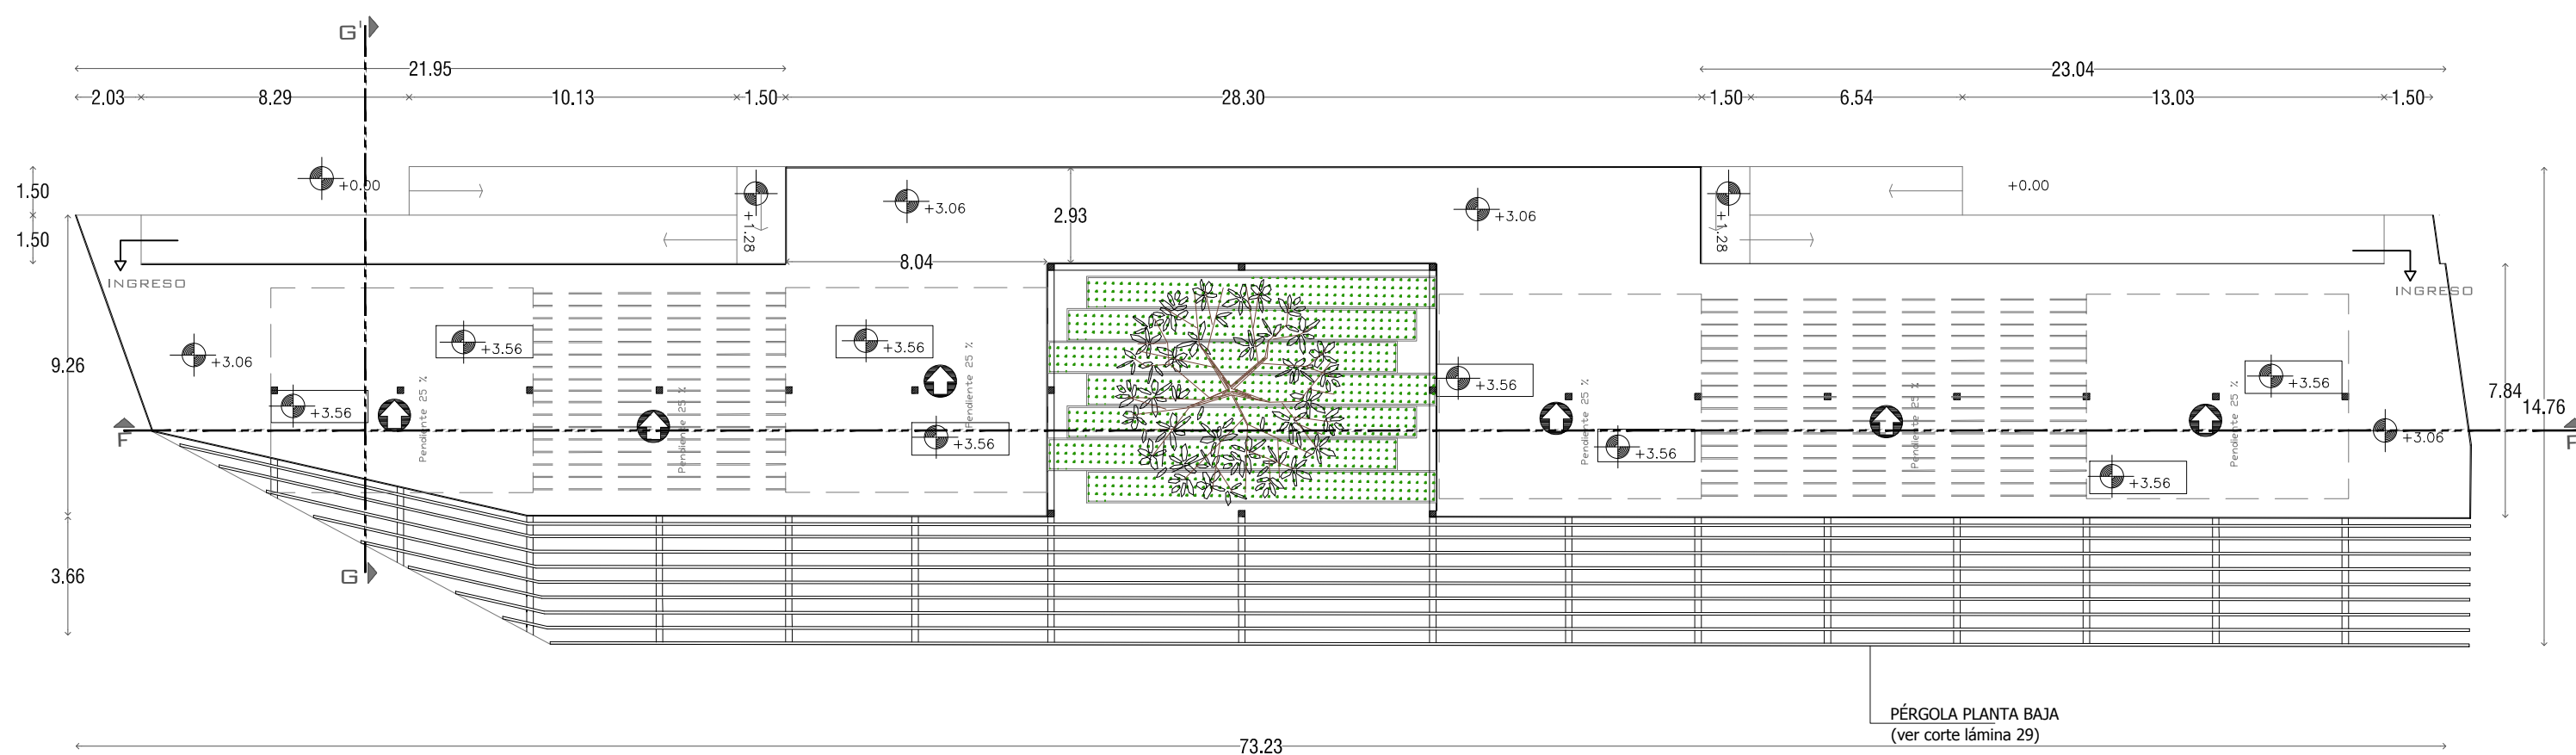 G'
21.95
23.04
2.03
8.29
10.13
1.50
28.30
1.50
6.54
13.03
1.50
1.50
+0.00
+3.06
2.93
+3.06
+0.00
+1.28
+1.28
1.50
8.04
INGRESO
INGRESO
9.26
+3.06
+3.56
+3.56
+3.56
+3.56
7.84
14.76
+3.56
+3.56
+3.56
+3.56
+3.06
Pendiente 25 %
Pendiente 25 %
Pendiente 25 %
Pendiente 25 %
Pendiente 25 %
Pendiente 25 %
F
3.66
G
PÉRGOLA PLANTA BAJA
(ver corte lámina 29)
73.23